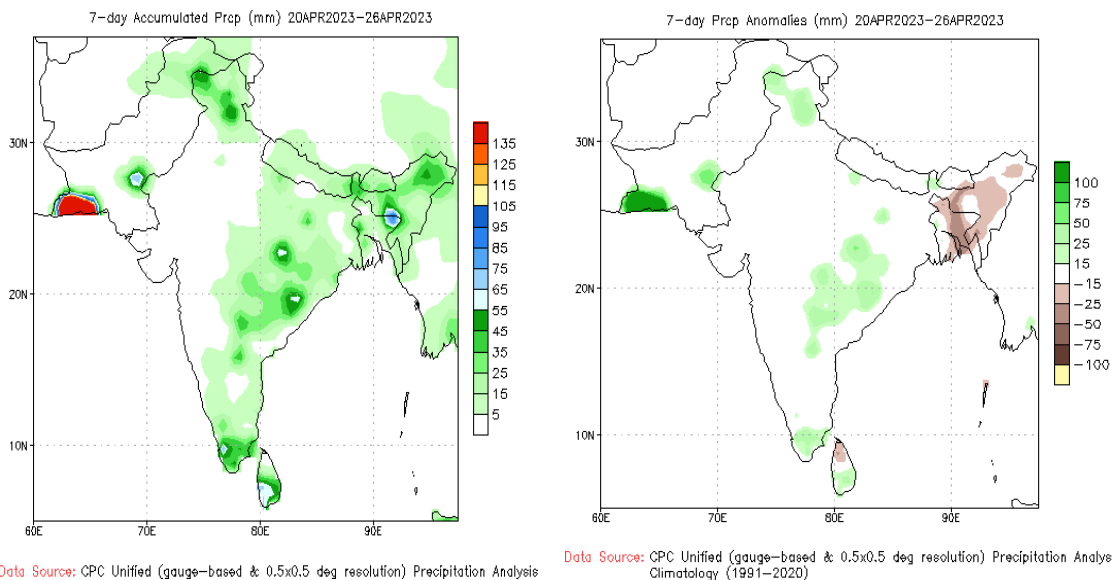 7-day Accumulated Prcp (mm) 20APR2023-26APR2023
30N
20N
10N
60E 70E 80E 90E
135
125
115
105
95
85
75
65
55
45
35
25
15
5
Data Source: CPC Unified (gauge-based & 0.5x0.5 deg resolution) Precipitation Analysis
7-day Prcp Anomalies (mm) 20APR2023-26APR2023
30N
20N
10N
60E 70E 80E 90E
100
75
50
25
15
-15
-25
-50
-75
-100
Data Source: CPC Unified (gauge-based & 0.5x0.5 deg resolution) Precipitation Analys
Climatology (1991-2020)